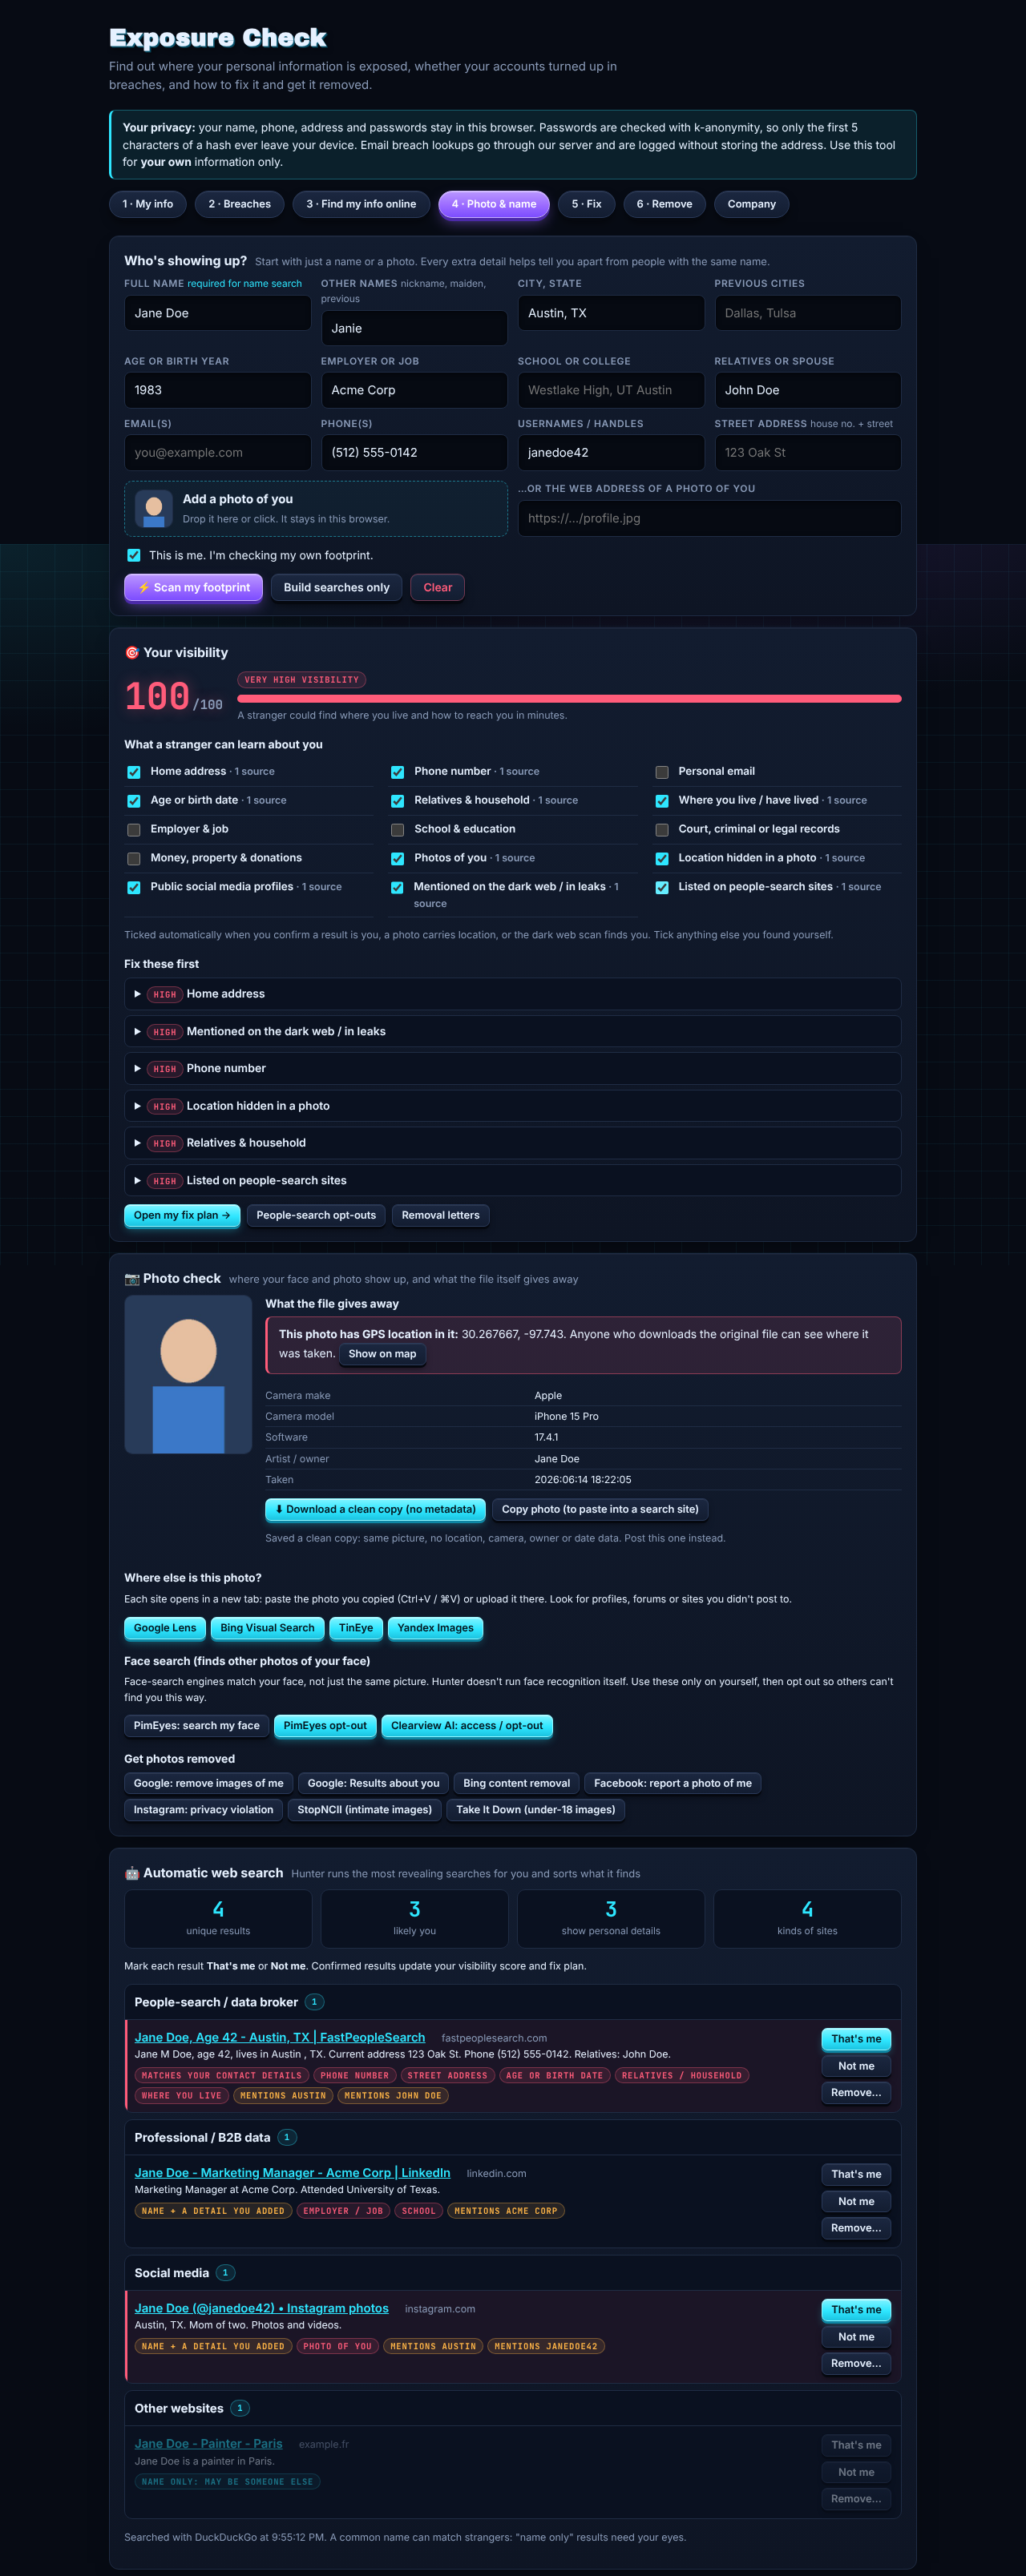 Exposure Check
Find out where your personal information is exposed, whether your accounts turned up in
breaches, and how to fix it and get it removed.
Your privacy: your name, phone, address and passwords stay in this browser. Passwords are checked with k-anonymity, so only the first 5
characters of a hash ever leave your device. Email breach lookups go through our server and are logged without storing the address. Use this tool
for your own information only.
1 · My info
2 · Breaches
3 · Find my info online
4 · Photo & name
5 · Fix
6 · Remove
Company
Who's showing up? Start with just a name or a photo. Every extra detail helps tell you apart from people with the same name.
FULL NAME required for name search
Jane Doe
OTHER NAMES nickname, maiden,
previous
Janie
CITY, STATE
Austin, TX
PREVIOUS CITIES
Dallas, Tulsa
AGE OR BIRTH YEAR
1983
EMPLOYER OR JOB
Acme Corp
SCHOOL OR COLLEGE
Westlake High, UT Austin
RELATIVES OR SPOUSE
John Doe
EMAIL(S)
you@example.com
PHONE(S)
(512) 555-0142
USERNAMES / HANDLES
janedoe42
STREET ADDRESS house no. + street
123 Oak St
Add a photo of you
Drop it here or click. It stays in this browser.
...OR THE WEB ADDRESS OF A PHOTO OF YOU
https://.../profile.jpg
This is me. I'm checking my own footprint.
⚡ Scan my footprint
Build searches only
Clear
🎯 Your visibility
100/100
VERY HIGH VISIBILITY
A stranger could find where you live and how to reach you in minutes.
What a stranger can learn about you
Home address · 1 source
Phone number · 1 source
Personal email
Age or birth date · 1 source
Relatives & household · 1 source
Where you live / have lived · 1 source
Employer & job
School & education
Court, criminal or legal records
Money, property & donations
Photos of you · 1 source
Location hidden in a photo · 1 source
Public social media profiles · 1 source
Mentioned on the dark web / in leaks · 1
source
Listed on people-search sites · 1 source
Ticked automatically when you confirm a result is you, a photo carries location, or the dark web scan finds you. Tick anything else you found yourself.
Fix these first
▶ HIGH Home address
▶ HIGH Mentioned on the dark web / in leaks
▶ HIGH Phone number
▶ HIGH Location hidden in a photo
▶ HIGH Relatives & household
▶ HIGH Listed on people-search sites
Open my fix plan →
People-search opt-outs
Removal letters
📷 Photo check where your face and photo show up, and what the file itself gives away
What the file gives away
This photo has GPS location in it: 30.267667, -97.743. Anyone who downloads the original file can see where it
was taken. Show on map
Camera make Apple
Camera model iPhone 15 Pro
Software 17.4.1
Artist / owner Jane Doe
Taken 2026:06:14 18:22:05
⬇ Download a clean copy (no metadata)
Copy photo (to paste into a search site)
Saved a clean copy: same picture, no location, camera, owner or date data. Post this one instead.
Where else is this photo?
Each site opens in a new tab: paste the photo you copied (Ctrl+V / ⌘V) or upload it there. Look for profiles, forums or sites you didn't post to.
Google Lens
Bing Visual Search
TinEye
Yandex Images
Face search (finds other photos of your face)
Face-search engines match your face, not just the same picture. Hunter doesn't run face recognition itself. Use these only on yourself, then opt out so others can't
find you this way.
PimEyes: search my face
PimEyes opt-out
Clearview AI: access / opt-out
Get photos removed
Google: remove images of me
Google: Results about you
Bing content removal
Facebook: report a photo of me
Instagram: privacy violation
StopNCII (intimate images)
Take It Down (under-18 images)
🤖 Automatic web search Hunter runs the most revealing searches for you and sorts what it finds
4
unique results
3
likely you
3
show personal details
4
kinds of sites
Mark each result That's me or Not me. Confirmed results update your visibility score and fix plan.
People-search / data broker 1
Jane Doe, Age 42 - Austin, TX | FastPeopleSearch fastpeoplesearch.com
Jane M Doe, age 42, lives in Austin , TX. Current address 123 Oak St. Phone (512) 555-0142. Relatives: John Doe.
MATCHES YOUR CONTACT DETAILS
PHONE NUMBER
STREET ADDRESS
AGE OR BIRTH DATE
RELATIVES / HOUSEHOLD
WHERE YOU LIVE
MENTIONS AUSTIN
MENTIONS JOHN DOE
That's me
Not me
Remove...
Professional / B2B data 1
Jane Doe - Marketing Manager - Acme Corp | LinkedIn linkedin.com
Marketing Manager at Acme Corp. Attended University of Texas.
NAME + A DETAIL YOU ADDED
EMPLOYER / JOB
SCHOOL
MENTIONS ACME CORP
That's me
Not me
Remove...
Social media 1
Jane Doe (@janedoe42) • Instagram photos instagram.com
Austin, TX. Mom of two. Photos and videos.
NAME + A DETAIL YOU ADDED
PHOTO OF YOU
MENTIONS AUSTIN
MENTIONS JANEDOE42
That's me
Not me
Remove...
Other websites 1
Jane Doe - Painter - Paris example.fr
Jane Doe is a painter in Paris.
NAME ONLY: MAY BE SOMEONE ELSE
That's me
Not me
Remove...
Searched with DuckDuckGo at 9:55:12 PM. A common name can match strangers: "name only" results need your eyes.